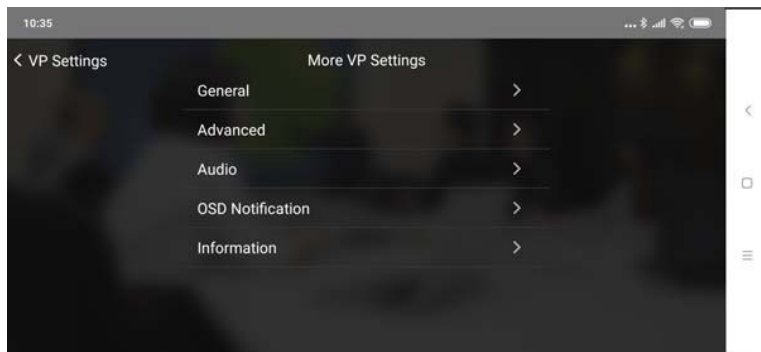 10:35
VP Settings
More VP Settings
General
Advanced
Audio
OSD Notification
Information